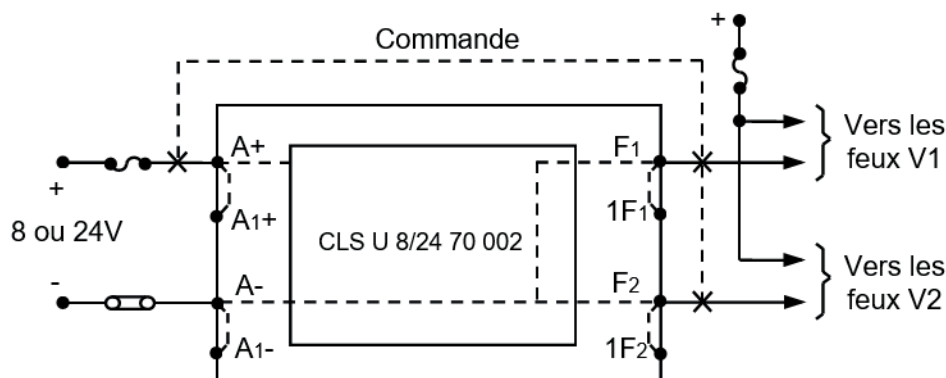 +
Commande
A+
F1
Vers les
feux V1
+
A1+
1F1
8 ou 24V
CLS U 8/24 70 002
-
A-
F2
Vers les
feux V2
A1-
1F2